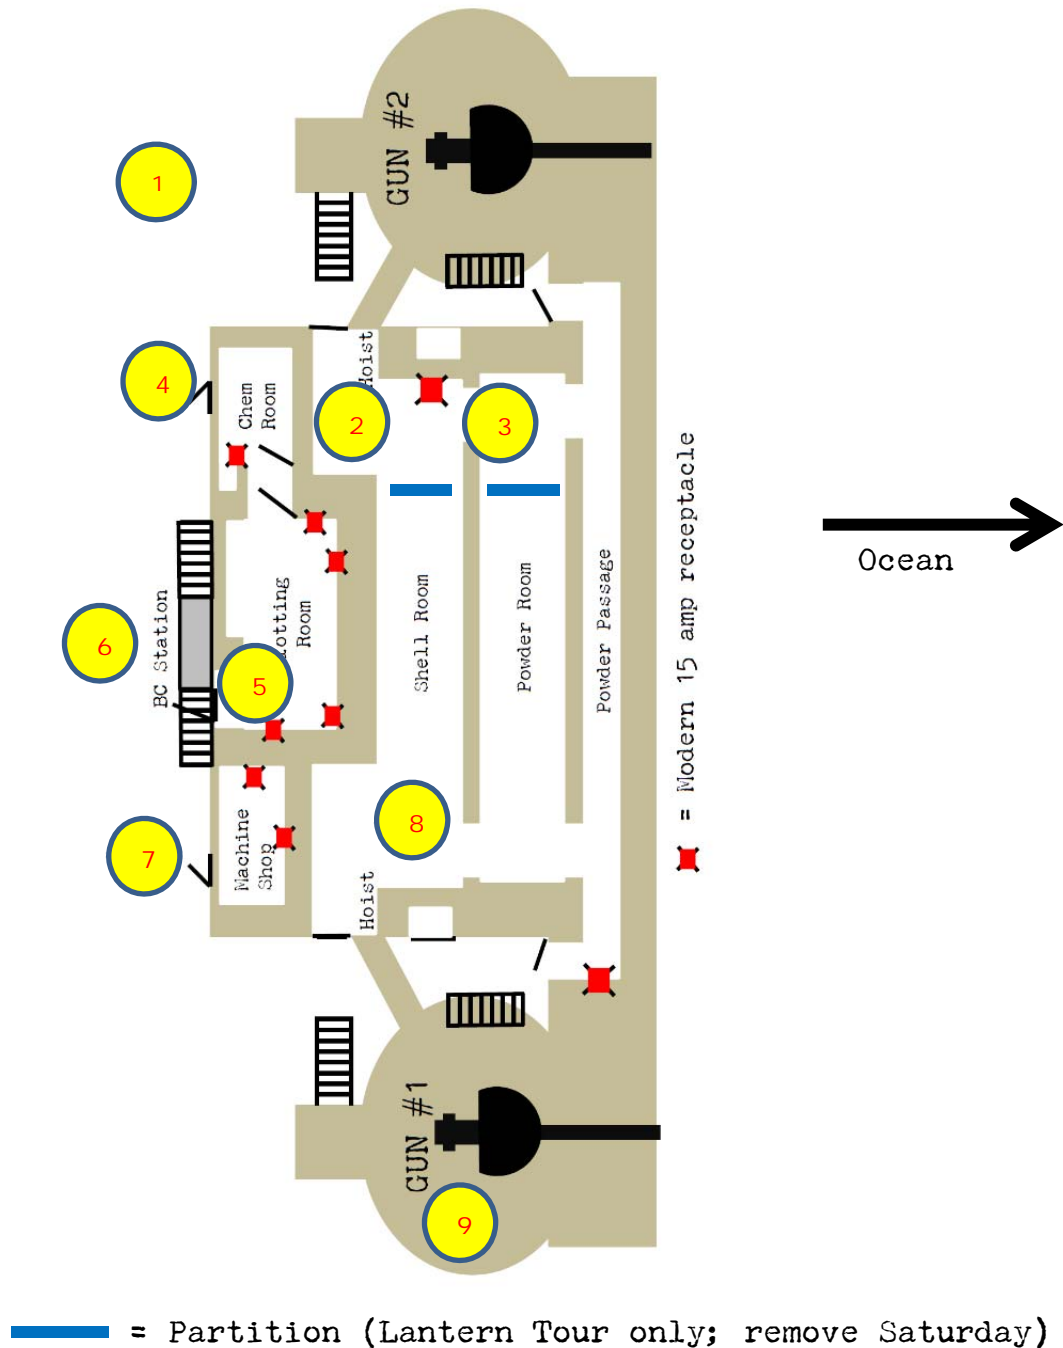 GUN #2
1
Hoist
4
Chem
Room
2
3
6
BC Station
5
lotting
Room
Shell Room
Powder Room
Powder Passage
= Modern 15 amp receptacle
Ocean
7
Machine
Shop
8
Hoist
GUN #1
9
= Partition (Lantern Tour only; remove Saturday)